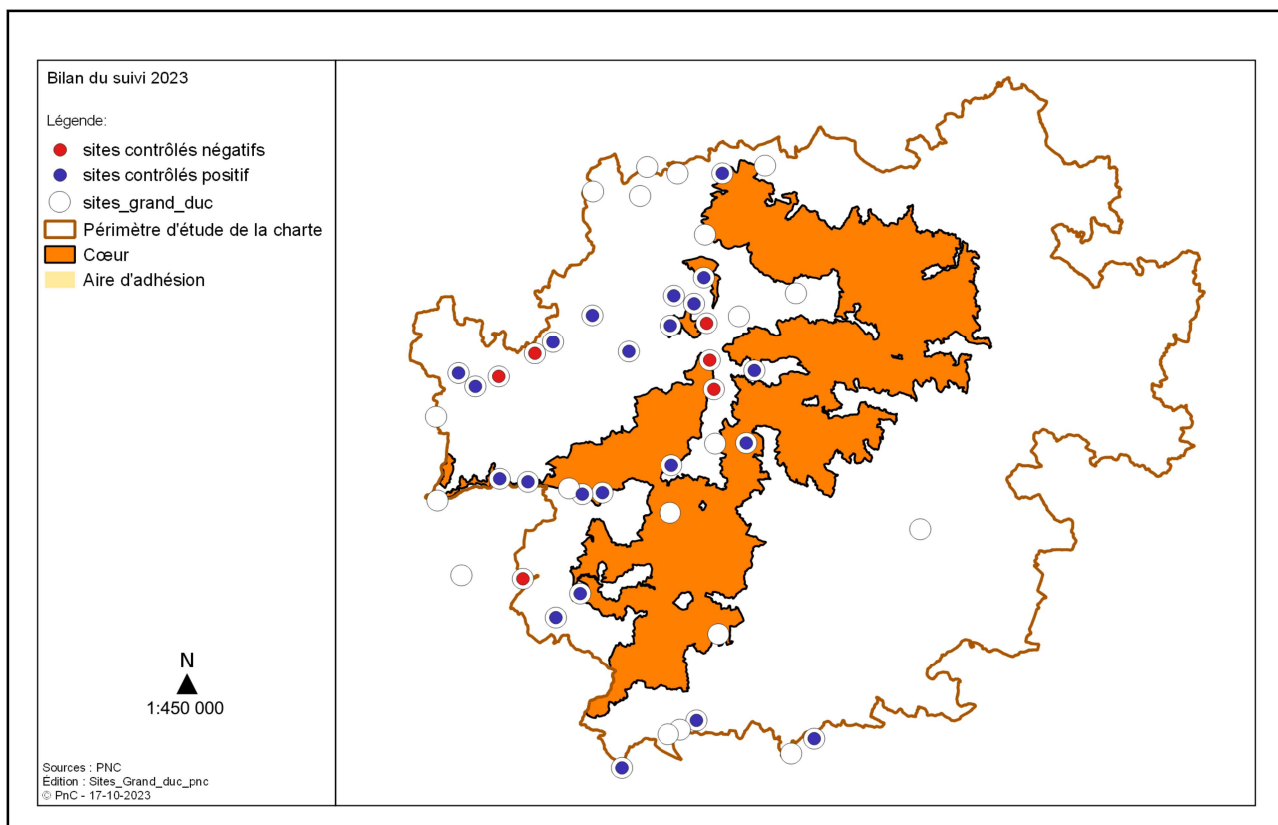 Bilan du suivi 2023
Légende:
sites contrôlés négatifs
sites contrôlés positif
sites_grand_duc
Périmètre d'étude de la charte
Cœur
Aire d'adhésion
N
1:450 000
Sources : PNC
Édition : Sites_Grand_duc_pnc
© PnC - 17-10-2023